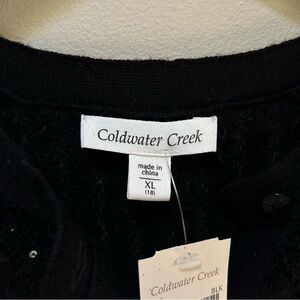 Coldwater Creek
made in
china
XL
(18)
Coldwater Creek
BLK